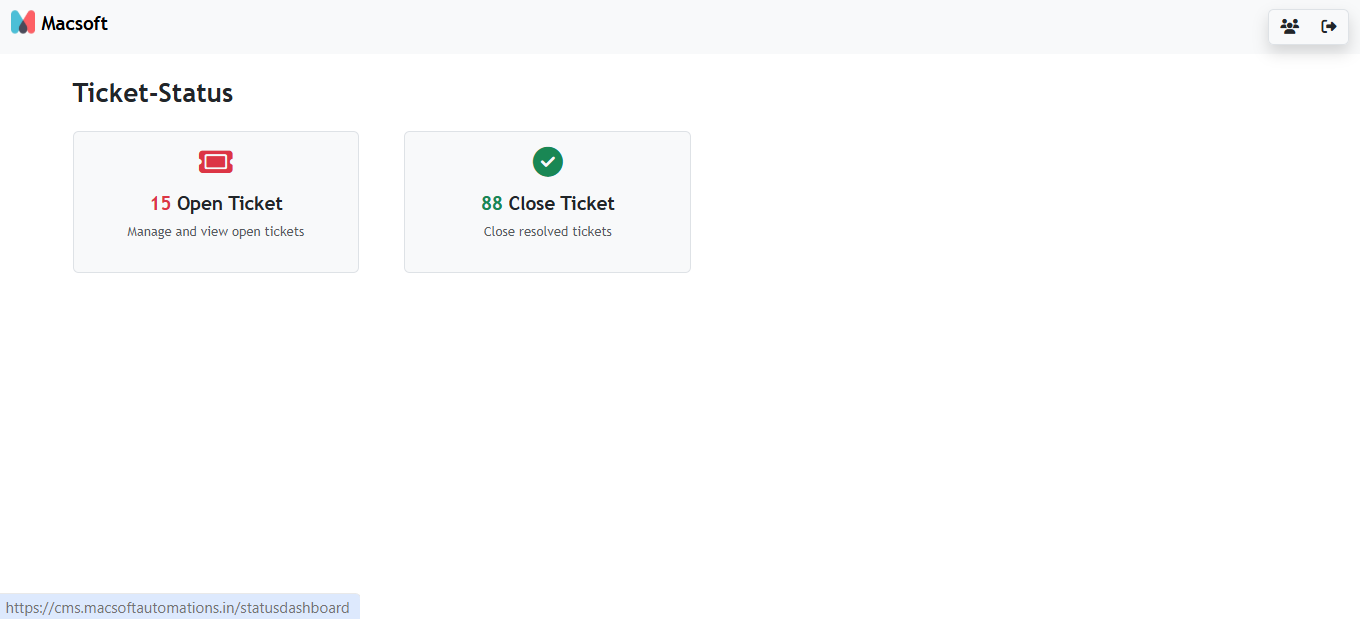 Macsoft
Ticket-Status
15 Open Ticket
Manage and view open tickets
88 Close Ticket
Close resolved tickets
https://cms.macsoftautomations.in/statusdashboard